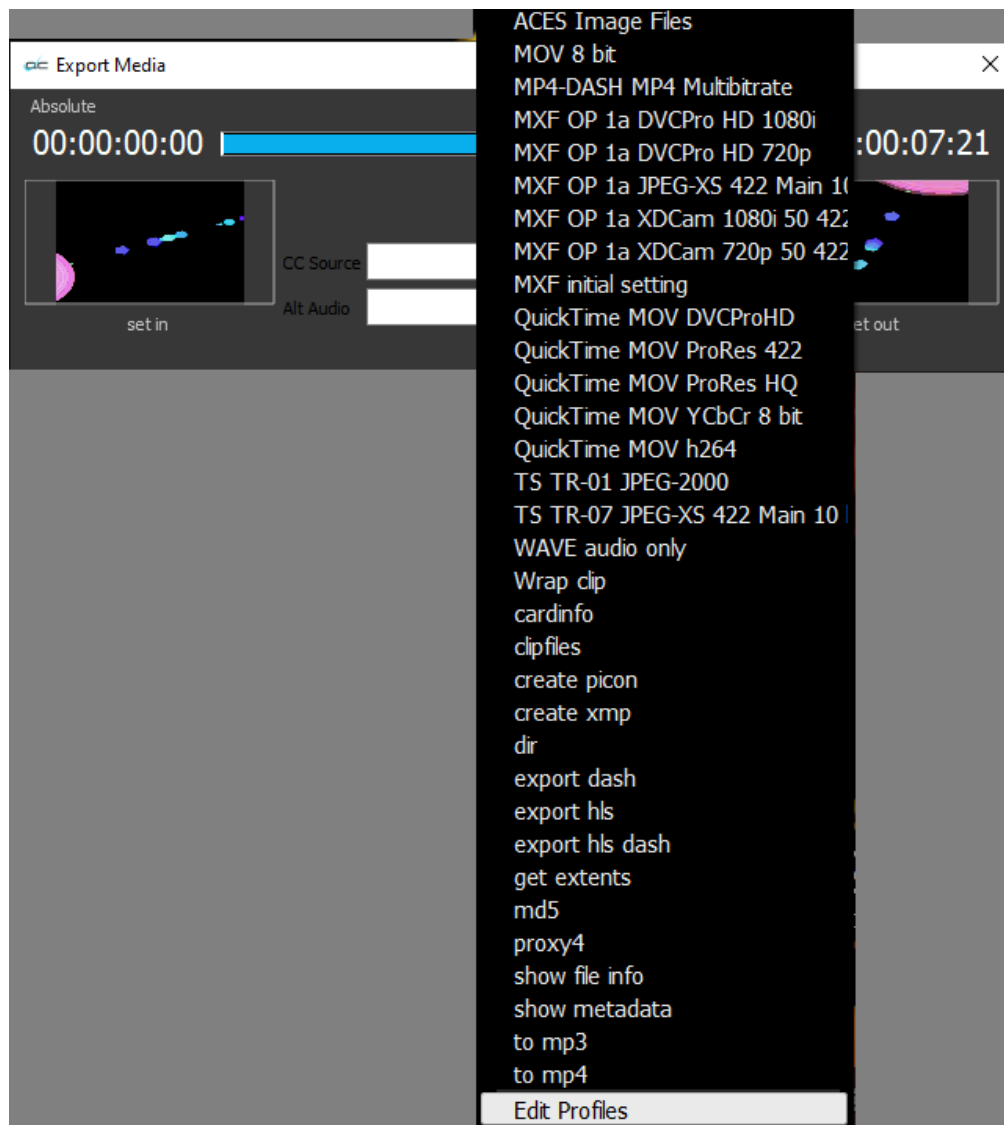 Export Media
Absolute
00:00:00:00
:00:07:21
CC Source
Alt Audio
set in
et out
ACES Image Files
MOV 8 bit
MP4-DASH MP4 Multibitrate
MXF OP 1a DVCPro HD 1080i
MXF OP 1a DVCPro HD 720p
MXF OP 1a JPEG-XS 422 Main 10
MXF OP 1a XDCam 1080i 50 422
MXF OP 1a XDCam 720p 50 422
MXF initial setting
QuickTime MOV DVCProHD
QuickTime MOV ProRes 422
QuickTime MOV ProRes HQ
QuickTime MOV YCbCr 8 bit
QuickTime MOV h264
TS TR-01 JPEG-2000
TS TR-07 JPEG-XS 422 Main 10
WAVE audio only
Wrap clip
cardinfo
clipfiles
create picon
create xmp
dir
export dash
export hls
export hls dash
get extents
md5
proxy4
show file info
show metadata
to mp3
to mp4
Edit Profiles